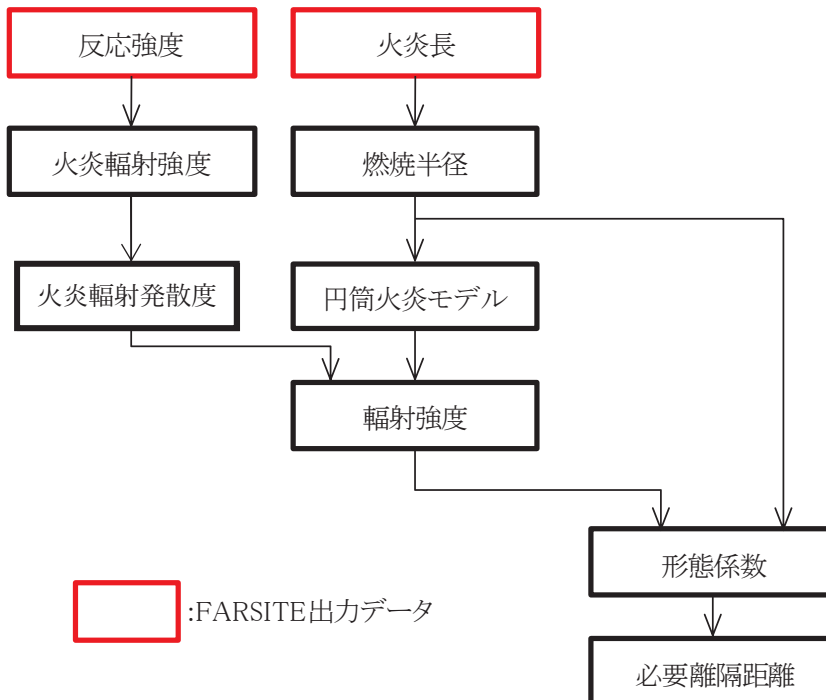 反応強度
火炎長
火炎輻射強度
燃焼半径
火炎輻射発散度
円筒火炎モデル
輻射強度
形態係数
:FARSITE出力データ
必要離隔距離